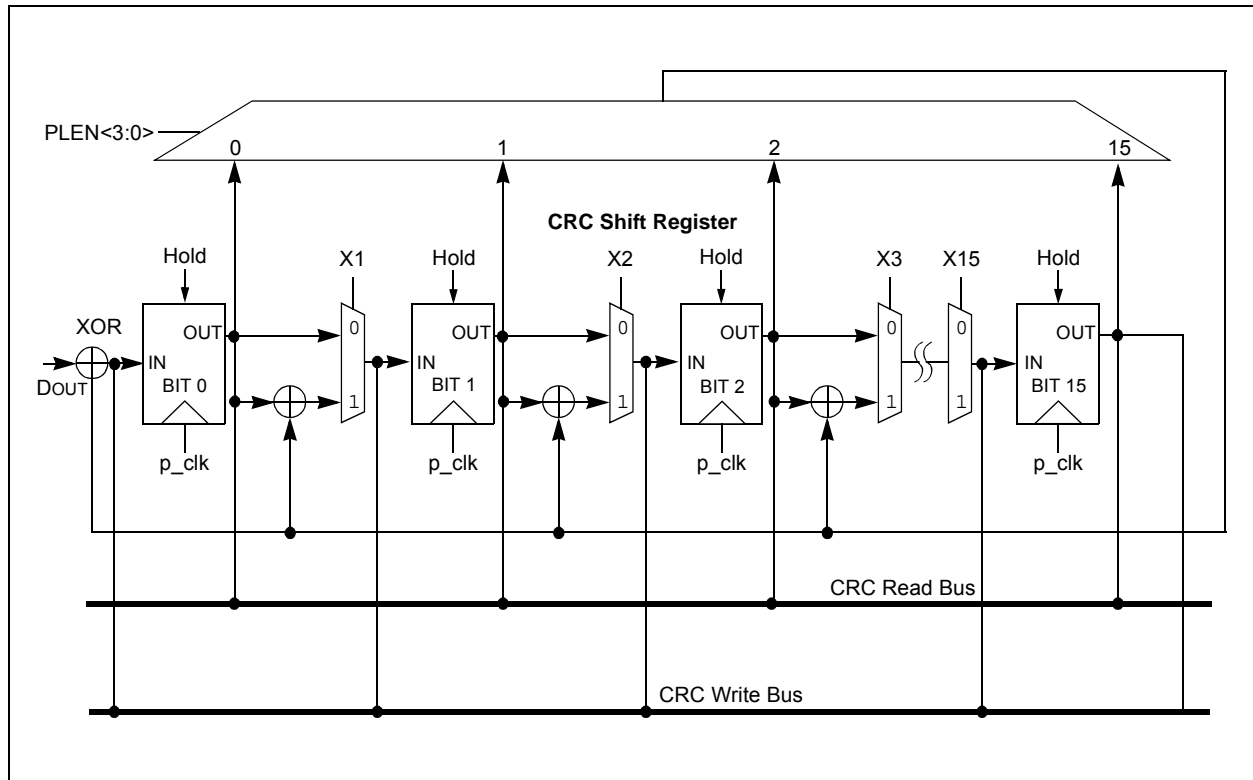 PLEN<3:0>
0 1 2 15
CRC Shift Register
Hold X1 Hold X2 Hold X3 X15 Hold
XOR
OUT 0 OUT 0 OUT 0 0 OUT
IN IN IN IN
DOUT
BIT 0 1 BIT 1 1 BIT 2 1 1 BIT 15
p_clk p_clk p_clk p_clk
CRC Read Bus
CRC Write Bus